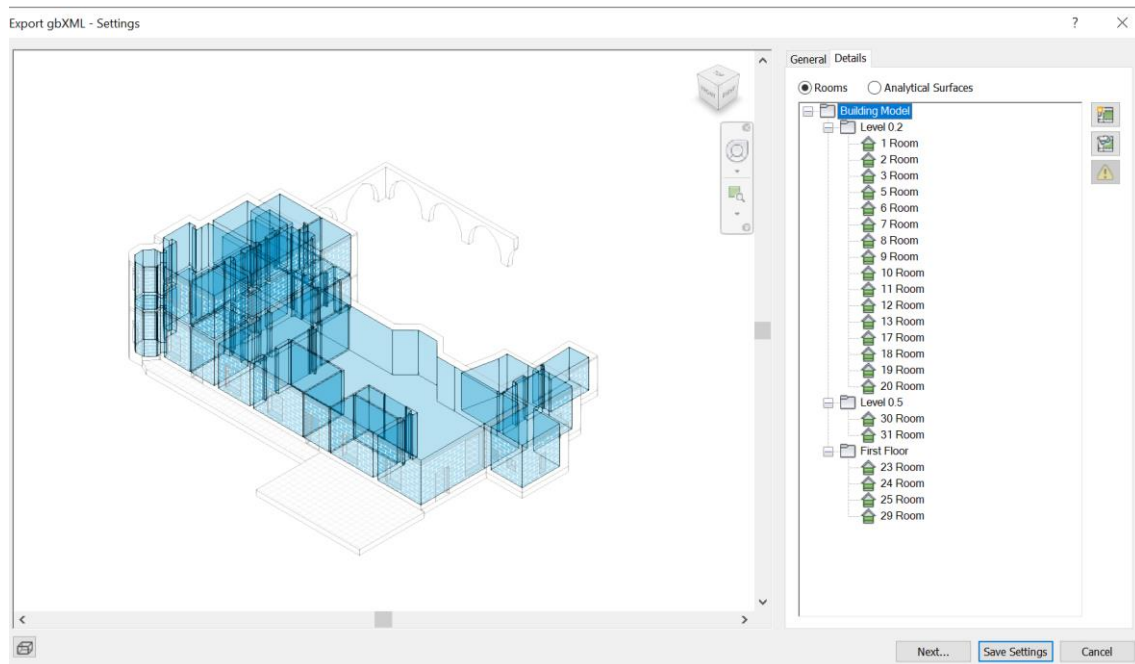 Export gbXML - Settings
?
General Details
Rooms Analytical Surfaces
Building Model
Level 0.2
1 Room
2 Room
3 Room
5 Room
6 Room
7 Room
8 Room
9 Room
10 Room
11 Room
12 Room
13 Room
17 Room
18 Room
19 Room
20 Room
Level 0.5
30 Room
31 Room
First Floor
23 Room
24 Room
25 Room
29 Room
TOP
Next... Save Settings Cancel